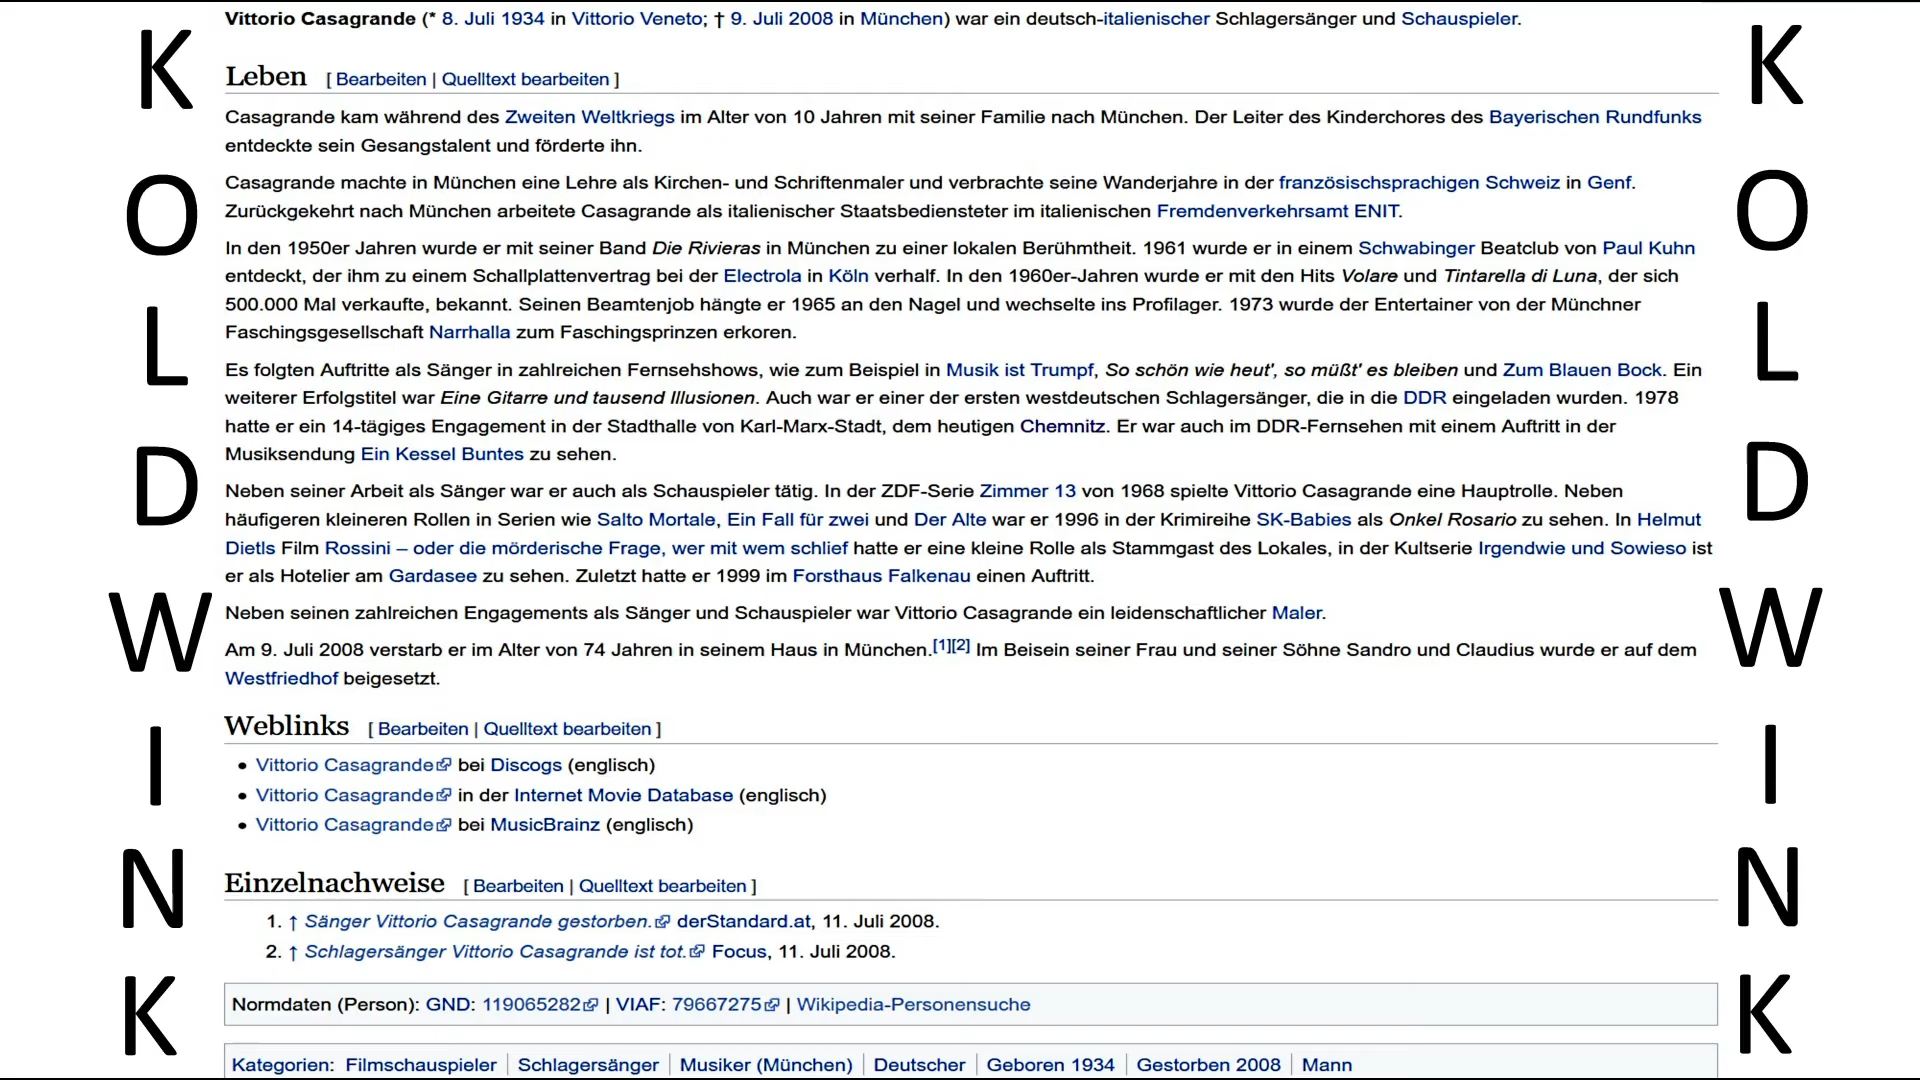 Vittorio Casagrande (* 8. Juli 1934 in Vittorio Veneto; † 9. Juli 2008 in München) war ein deutsch-italienischer Schlagersänger und Schauspieler.
Leben [ Bearbeiten | Quelltext bearbeiten ]
Casagrande kam während des Zweiten Weltkriegs im Alter von 10 Jahren mit seiner Familie nach München. Der Leiter des Kinderchores des Bayerischen Rundfunks
entdeckte sein Gesangstalent und förderte ihn.
Casagrande machte in München eine Lehre als Kirchen- und Schriftenmaler und verbrachte seine Wanderjahre in der französischsprachigen Schweiz in Genf.
Zurückgekehrt nach München arbeitete Casagrande als italienischer Staatsbediensteter im italienischen Fremdenverkehrsamt ENIT.
In den 1950er Jahren wurde er mit seiner Band Die Rivieras in München zu einer lokalen Berühmtheit. 1961 wurde er in einem Schwabinger Beatclub von Paul Kuhn
entdeckt, der ihm zu einem Schallplattenvertrag bei der Electrola in Köln verhalf. In den 1960er-Jahren wurde er mit den Hits Volare und Tintarella di Luna, der sich
500.000 Mal verkaufte, bekannt. Seinen Beamtenjob hängte er 1965 an den Nagel und wechselte ins Profilager. 1973 wurde der Entertainer von der Münchner
Faschingsgesellschaft Narrhalla zum Faschingsprinzen erkoren.
Es folgten Auftritte als Sänger in zahlreichen Fernsehshows, wie zum Beispiel in Musik ist Trumpf, So schön wie heut', so müßt' es bleiben und Zum Blauen Bock. Ein
weiterer Erfolgstitel war Eine Gitarre und tausend Illusionen. Auch war er einer der ersten westdeutschen Schlagersänger, die in die DDR eingeladen wurden. 1978
hatte er ein 14-tägiges Engagement in der Stadthalle von Karl-Marx-Stadt, dem heutigen Chemnitz. Er war auch im DDR-Fernsehen mit einem Auftritt in der
Musiksendung Ein Kessel Buntes zu sehen.
Neben seiner Arbeit als Sänger war er auch als Schauspieler tätig. In der ZDF-Serie Zimmer 13 von 1968 spielte Vittorio Casagrande eine Hauptrolle. Neben
häufigeren kleineren Rollen in Serien wie Salto Mortale, Ein Fall für zwei und Der Alte war er 1996 in der Krimireihe SK-Babies als Onkel Rosario zu sehen. In Helmut
Dietls Film Rossini – oder die mörderische Frage, wer mit wem schlief hatte er eine kleine Rolle als Stammgast des Lokales, in der Kultserie Irgendwie und Sowieso ist
er als Hotelier am Gardasee zu sehen. Zuletzt hatte er 1999 im Forsthaus Falkenau einen Auftritt.
Neben seinen zahlreichen Engagements als Sänger und Schauspieler war Vittorio Casagrande ein leidenschaftlicher Maler.
Am 9. Juli 2008 verstarb er im Alter von 74 Jahren in seinem Haus in München.[1][2] Im Beisein seiner Frau und seiner Söhne Sandro und Claudius wurde er auf dem
Westfriedhof beigesetzt.
Weblinks [ Bearbeiten | Quelltext bearbeiten ]
• Vittorio Casagrande bei Discogs (englisch)
• Vittorio Casagrande in der Internet Movie Database (englisch)
• Vittorio Casagrande bei MusicBrainz (englisch)
Einzelnachweise [ Bearbeiten | Quelltext bearbeiten ]
1. ↑ Sänger Vittorio Casagrande gestorben. derStandard.at, 11. Juli 2008.
2. ↑ Schlagersänger Vittorio Casagrande ist tot. Focus, 11. Juli 2008.
Normdaten (Person): GND: 119065282 | VIAF: 79667275 | Wikipedia-Personensuche
Kategorien: Filmschauspieler | Schlagersänger | Musiker (München) | Deutscher | Geboren 1934 | Gestorben 2008 | Mann
KOLDWINK
KOLDWINK